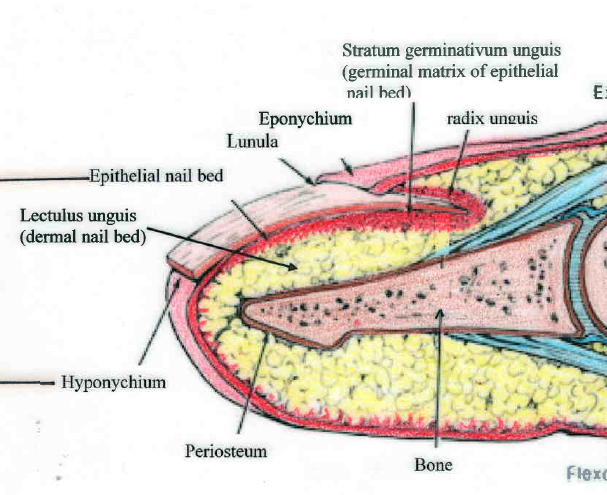 Stratum germinativum unguis
(germinal matrix of epithelial
nail bed)
Eponychium
radix unguis
Lunula
Epithelial nail bed
Lectulus unguis
(dermal nail bed)
Hyponychium
Periosteum
Bone